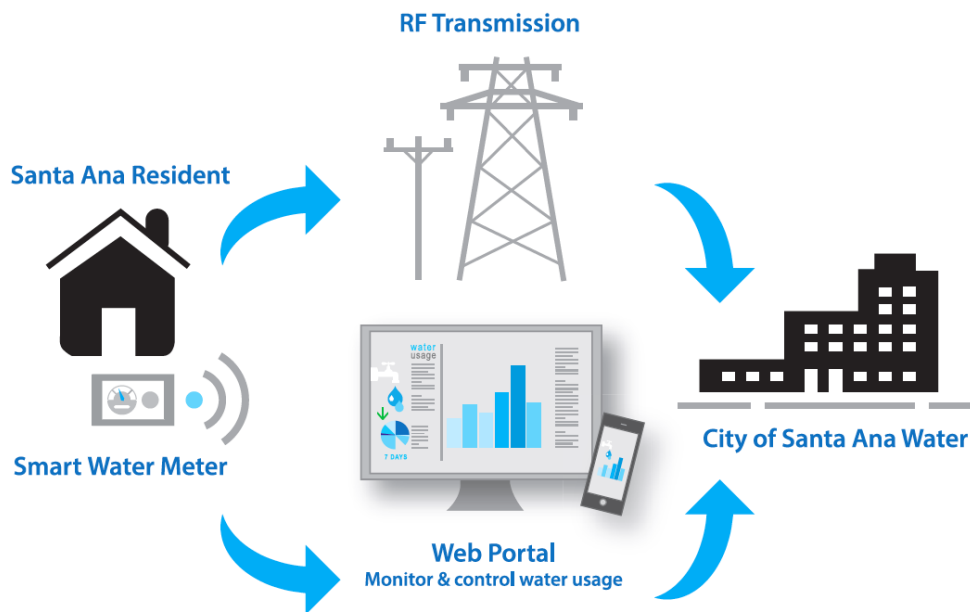 RF Transmission
Santa Ana Resident
water
usage
7 DAYS
Smart Water Meter
City of Santa Ana Water
Web Portal
Monitor & control water usage